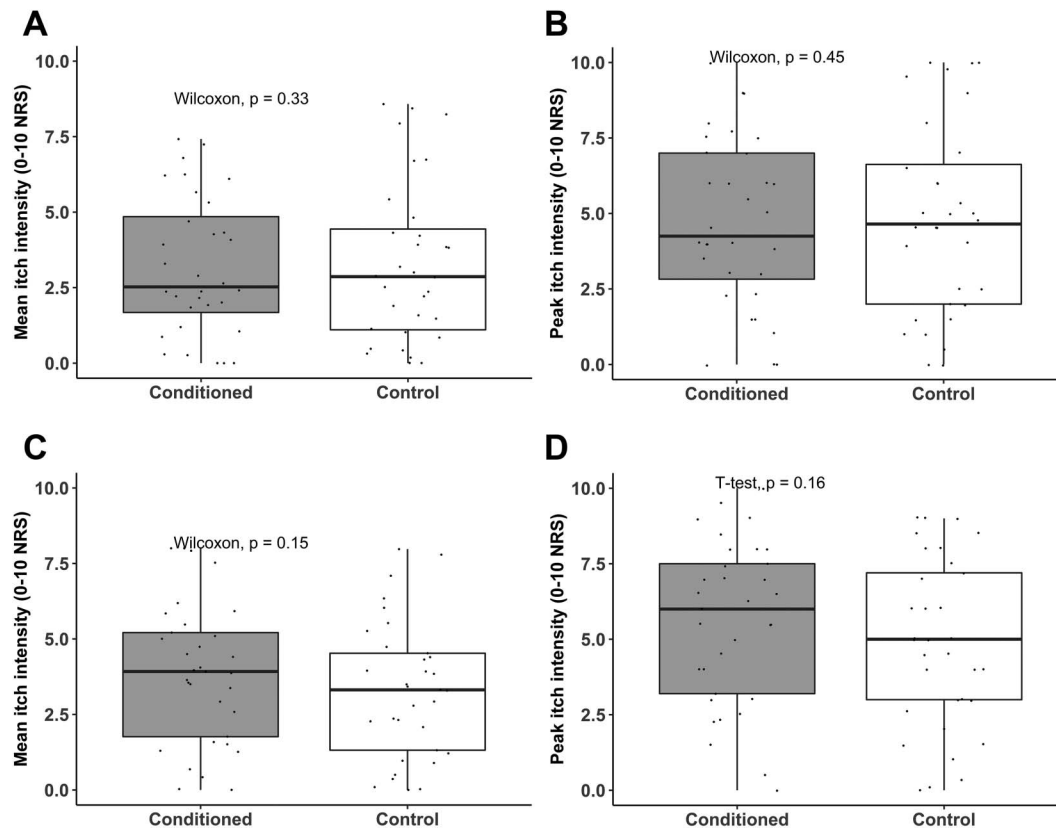 A
Mean itch intensity (0-10 NRS)
10.0
7.5
5.0
2.5
0.0
Wilcoxon, p = 0.33
Conditioned
Control
B
Peak itch intensity (0-10 NRS)
10.0
7.5
5.0
2.5
0.0
Wilcoxon, p = 0.45
Conditioned
Control
C
Mean itch intensity (0-10 NRS)
10.0
7.5
5.0
2.5
0.0
Wilcoxon, p = 0.15
Conditioned
Control
D
Peak itch intensity (0-10 NRS)
10.0
7.5
5.0
2.5
0.0
T-test, p = 0.16
Conditioned
Control